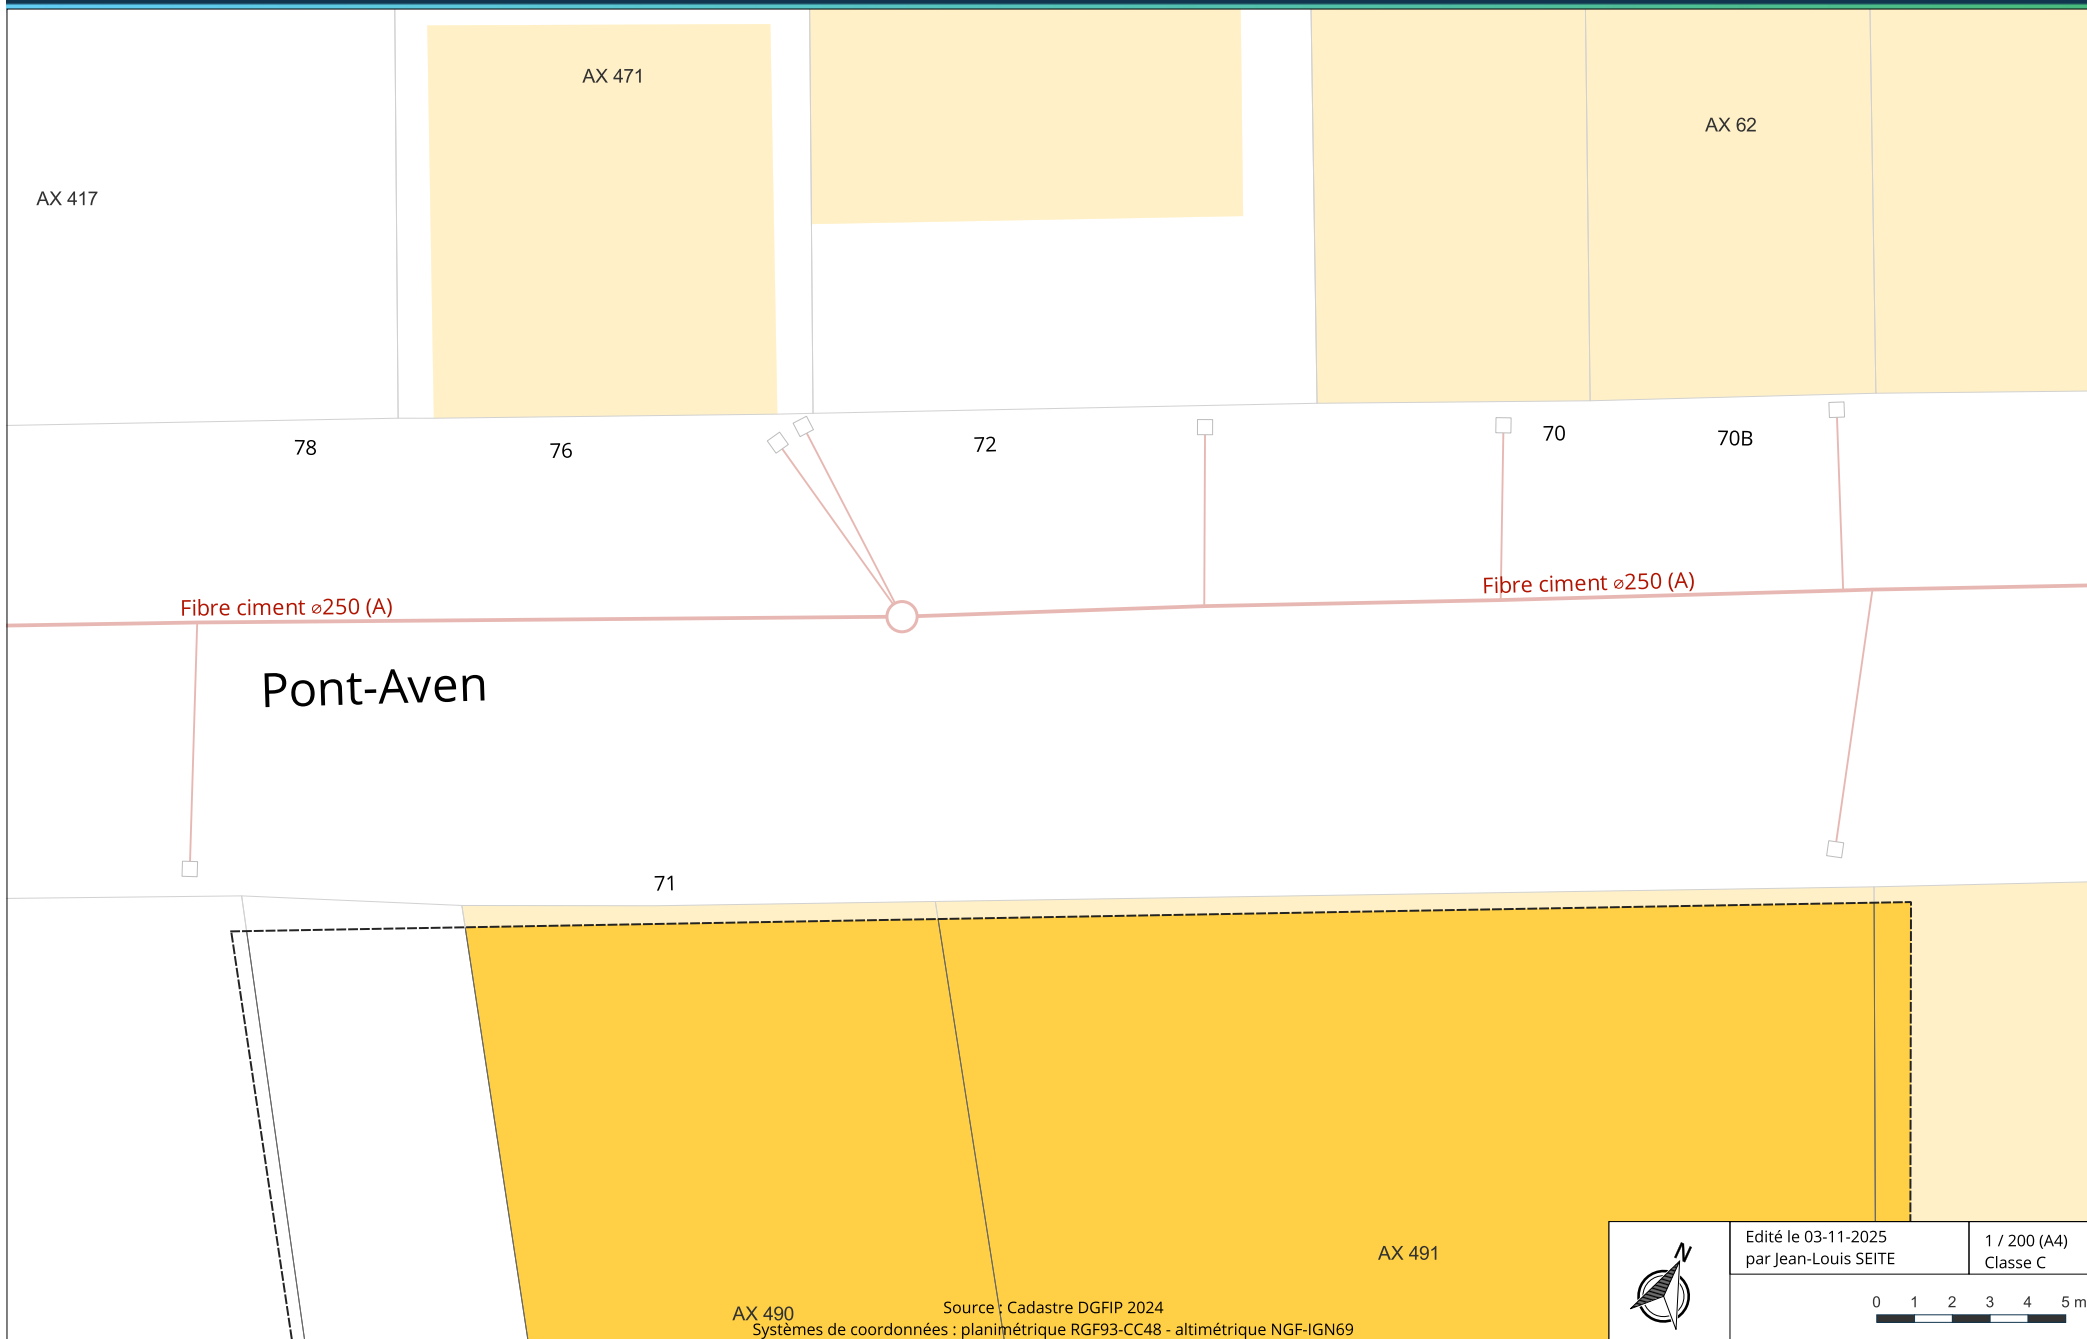 AX 471
AX 62
AX 417
78
76
72
70
70B
Fibre ciment ⌀250 (A)
Fibre ciment ⌀250 (A)
Pont-Aven
71
AX 491
AX 490
Source : Cadastre DGFIP 2024
Systèmes de coordonnées : planimétrique RGF93-CC48 - altimétrique NGF-IGN69
N
Edité le 03-11-2025
par Jean-Louis SEITE
1 / 200 (A4)
Classe C
0 1 2 3 4 5 m